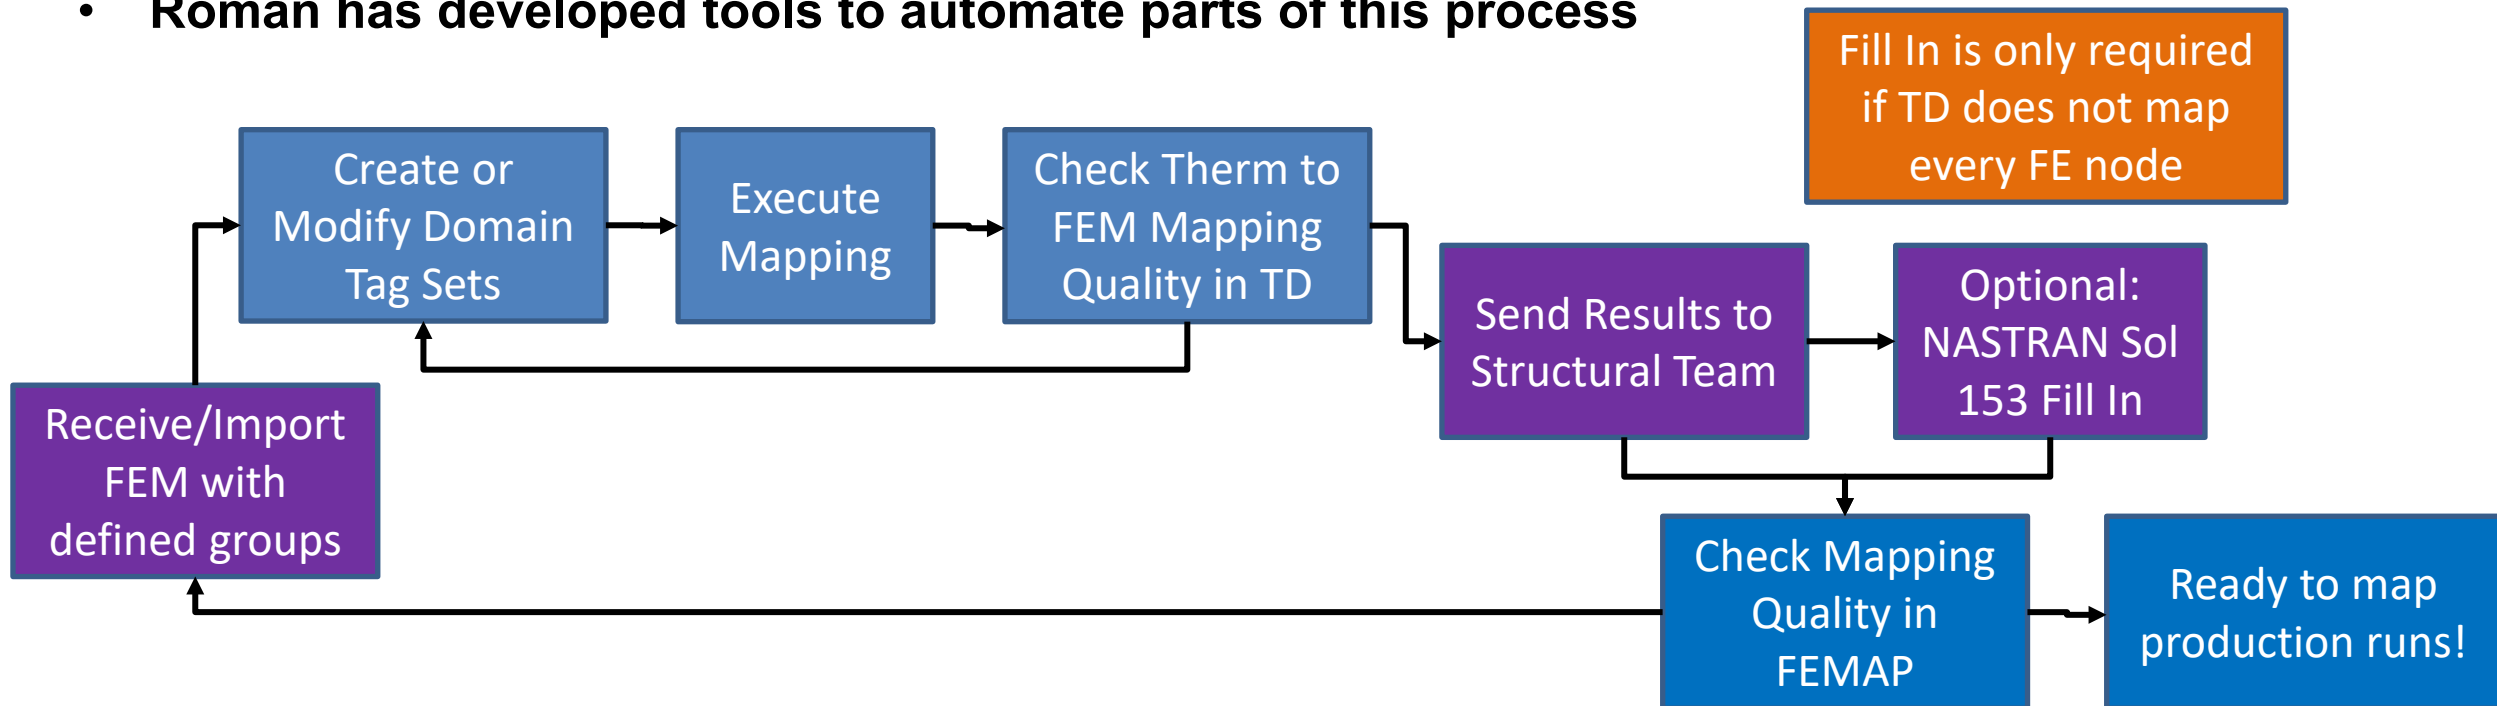 • Roman has developed tools to automate parts of this process
Fill In is only required
if TD does not map
every FE node
Create or
Modify Domain
Tag Sets
Execute
Mapping
Check Therm to
FEM Mapping
Quality in TD
Send Results to
Structural Team
Optional:
NASTRAN Sol
153 Fill In
Receive/Import
FEM with
defined groups
Check Mapping
Quality in
FEMAP
Ready to map
production runs!